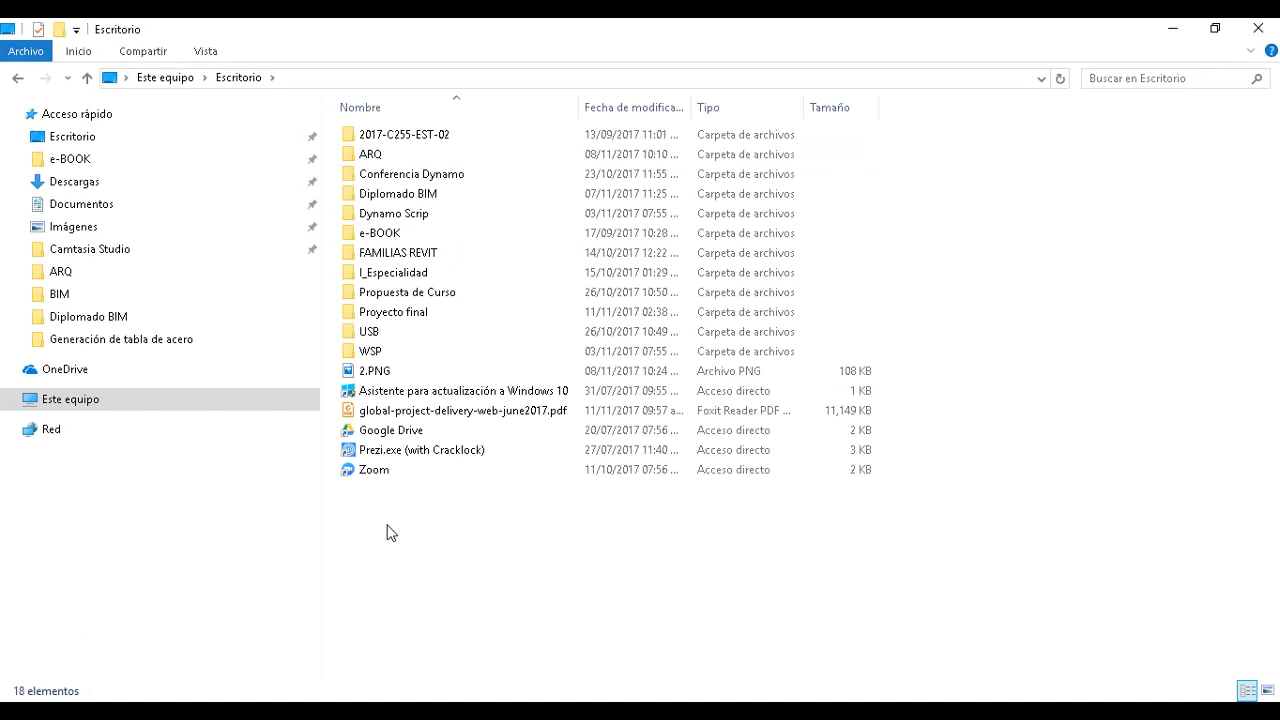 Escritorio
Archivo Inicio Compartir Vista
Este equipo Escritorio Buscar en Escritorio
Nombre Fecha de modifica... Tipo Tamaño
Acceso rápido
Escritorio
e-BOOK
Descargas
Documentos
Imágenes
Camtasia Studio
ARQ
BIM
Diplomado BIM
Generación de tabla de acero
OneDrive
Este equipo
Red
2017-C255-EST-02 13/09/2017 11:01 ... Carpeta de archivos
ARQ 08/11/2017 10:10 ... Carpeta de archivos
Conferencia Dynamo 23/10/2017 11:55 ... Carpeta de archivos
Diplomado BIM 07/11/2017 11:25 ... Carpeta de archivos
Dynamo Scrip 03/11/2017 07:55 ... Carpeta de archivos
e-BOOK 17/09/2017 10:28 ... Carpeta de archivos
FAMILIAS REVIT 14/10/2017 12:22 ... Carpeta de archivos
I_Especialidad 15/10/2017 01:29 ... Carpeta de archivos
Propuesta de Curso 26/10/2017 10:50 ... Carpeta de archivos
Proyecto final 11/11/2017 02:38 ... Carpeta de archivos
USB 26/10/2017 10:49 ... Carpeta de archivos
WSP 03/11/2017 07:55 ... Carpeta de archivos
2.PNG 08/11/2017 10:24 ... Archivo PNG 108 KB
Asistente para actualización a Windows 10 31/07/2017 09:55 ... Acceso directo 1 KB
global-project-delivery-web-june2017.pdf 11/11/2017 09:57 a... Foxit Reader PDF ... 11,149 KB
Google Drive 20/07/2017 07:56 ... Acceso directo 2 KB
Prezi.exe (with Cracklock) 27/07/2017 11:40 ... Acceso directo 3 KB
Zoom 11/10/2017 07:56 ... Acceso directo 2 KB
18 elementos